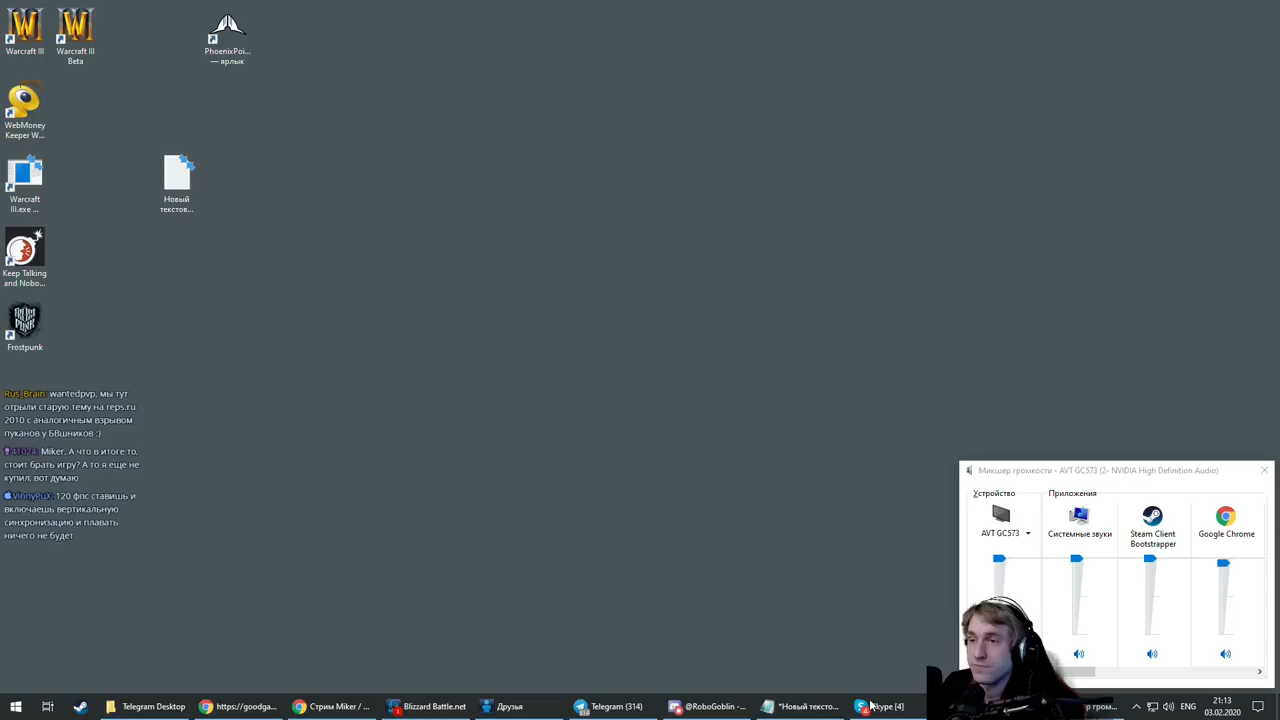 Warcraft III
Warcraft III
Beta
PhoenixPoi...
— ярлык
WebMoney
Keeper W...
Warcraft
III.exe ...
Новый
текстов...
Keep Talking
and Nobo...
Frostpunk
Rus_Brain: wantedpvp, мы тут
отрыли старую тему на reps.ru
2010 с аналогичным взрывом
пуканов у БВшников :)
41024: Miker, А что в итоге то,
стоит брать игру? А то я еще не
купил, вот думаю
VinnyPux: 120 фпс ставишь и
включаешь вертикальную
синхронизацию и плавать
ничего не будет
Микшер громкости - AVT GC573 (2- NVIDIA High Definition Audio)
Устройство
Приложения
AVT GC573
Системные звуки
Steam Client
Bootstrapper
Google Chrome
Telegram Desktop
https://goodga...
Стрим Miker / ...
Blizzard Battle.net
Друзья
Telegram (314)
@RoboGoblin -...
*Новый тексто...
Skype [4]
р гром...
ENG
21:13
03.02.2020